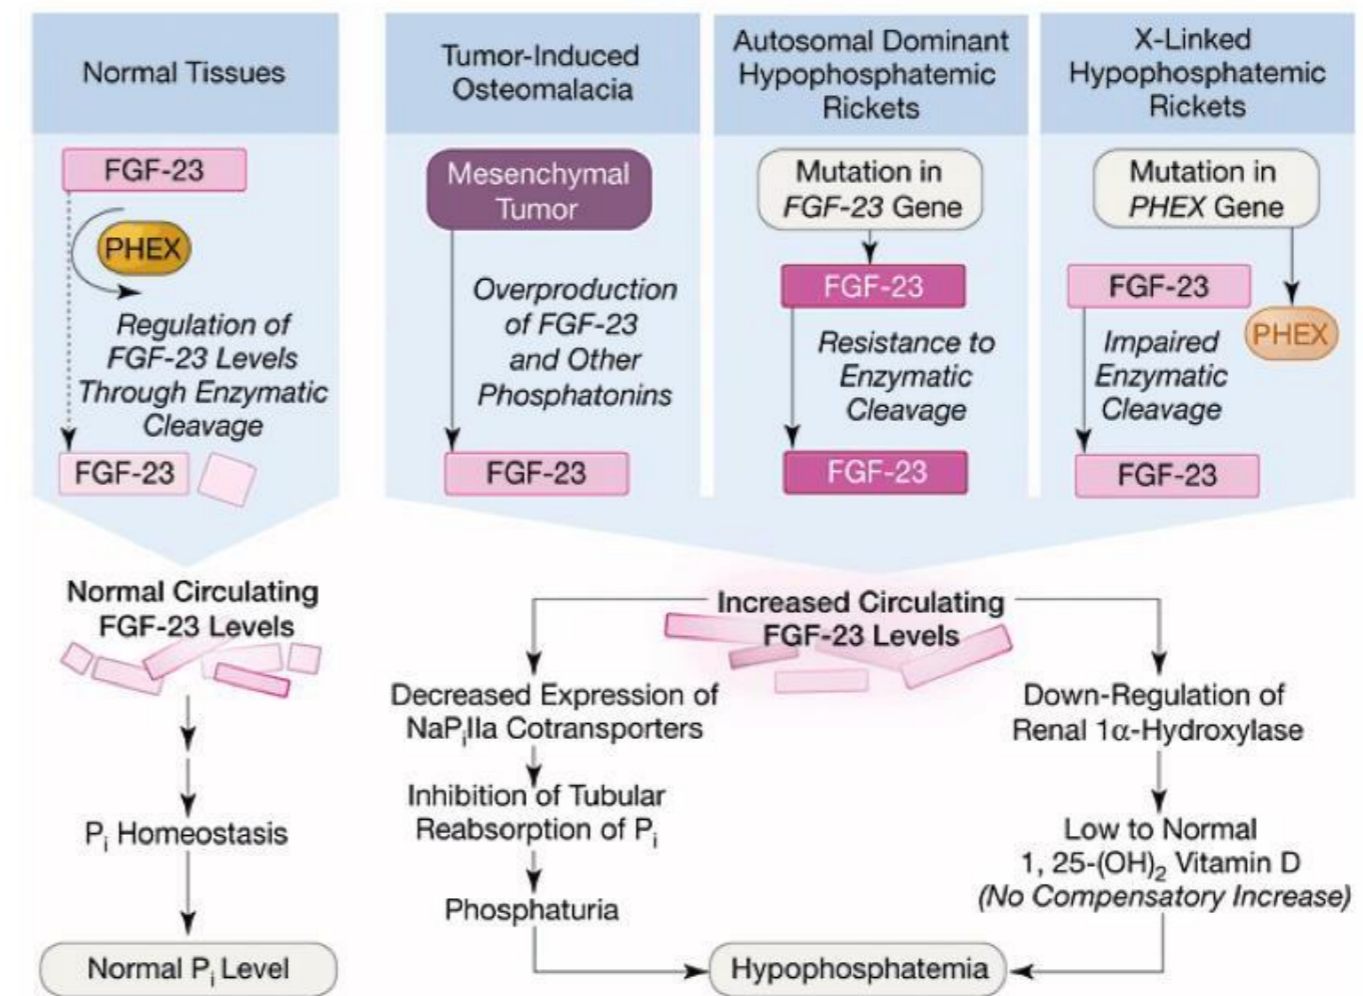 Normal Tissues
FGF-23
PHEX
Regulation of
FGF-23 Levels
Through Enzymatic
Cleavage
FGF-23
Normal Circulating
FGF-23 Levels
Pi Homeostasis
Normal Pi Level
Tumor-Induced
Osteomalacia
Mesenchymal
Tumor
Overproduction
of FGF-23
and Other
Phosphatonins
FGF-23
Autosomal Dominant
Hypophosphatemic
Rickets
Mutation in
FGF-23 Gene
FGF-23
Resistance to
Enzymatic
Cleavage
FGF-23
X-Linked
Hypophosphatemic
Rickets
Mutation in
PHEX Gene
FGF-23
PHEX
Impaired
Enzymatic
Cleavage
FGF-23
Increased Circulating
FGF-23 Levels
Decreased Expression of
NaPiIIa Cotransporters
Inhibition of Tubular
Reabsorption of Pi
Phosphaturia
Down-Regulation of
Renal 1α-Hydroxylase
Low to Normal
1, 25-(OH)2 Vitamin D
(No Compensatory Increase)
Hypophosphatemia